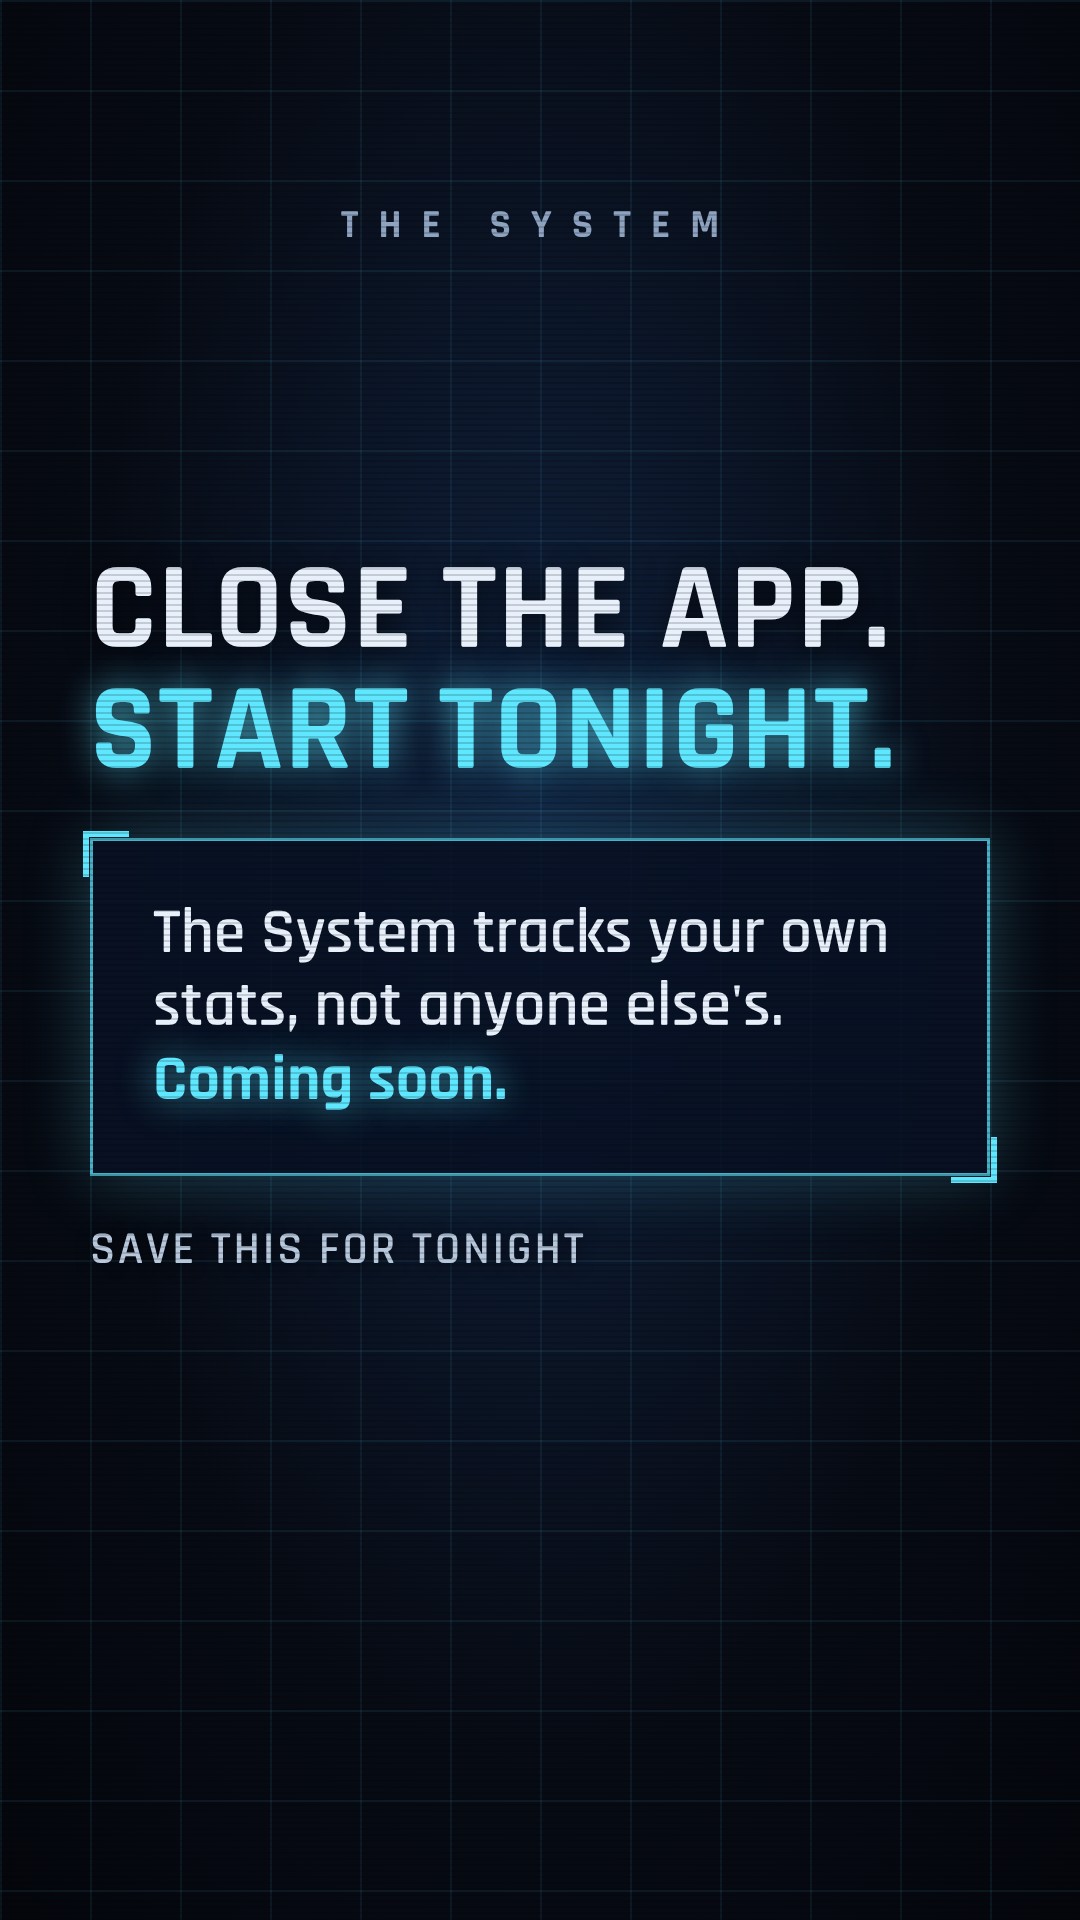 THE SYSTEM
CLOSE THE APP.
START TONIGHT.
The System tracks your own
stats, not anyone else's.
Coming soon.
SAVE THIS FOR TONIGHT